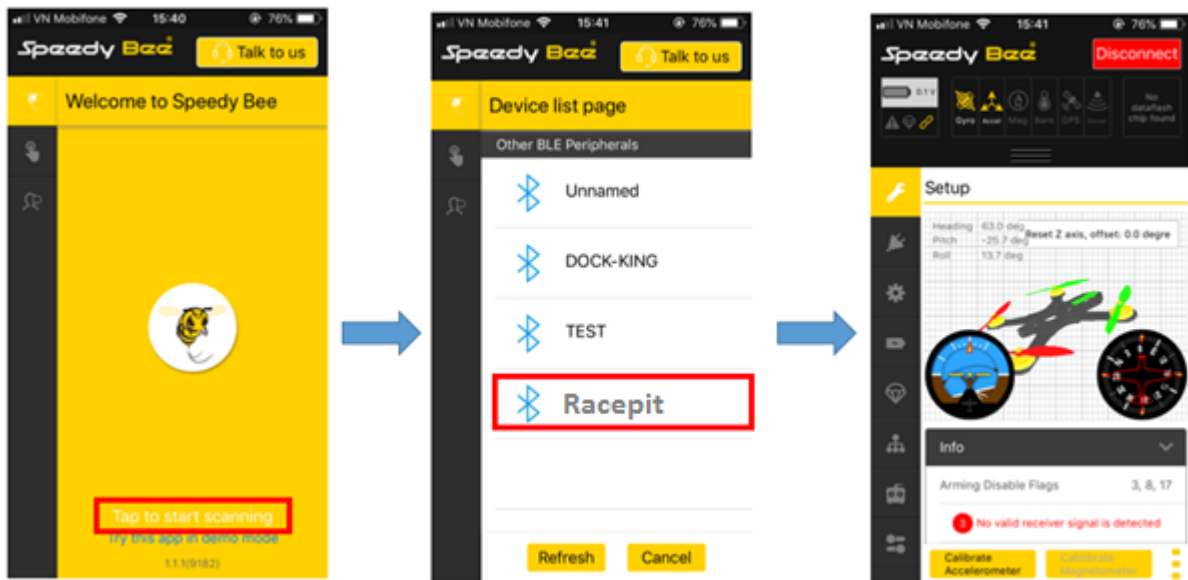 VN Mobifone 15:40 76%
Speedy Bee Talk to us
Welcome to Speedy Bee
Tap to start scanning
Try this app in demo mode
1.1.1(9182)
VN Mobifone 15:41 76%
Speedy Bee Talk to us
Device list page
Other BLE Peripherals
Unnamed
DOCK-KING
TEST
Racepit
Refresh Cancel
VN Mobifone 15:41 76%
Speedy Bee Disconnect
0.1 V
Gyro Accel Mag Baro GPS Sonar
No
dataflash
chip found
Setup
Heading 63.0 deg
Reset Z axis, offset: 0.0 degre
Pitch -25.7 deg
Roll 13.7 deg
Info
Arming Disable Flags 3, 8, 17
3 No valid receiver signal is detected
Calibrate
Accelerometer
Magnetometer